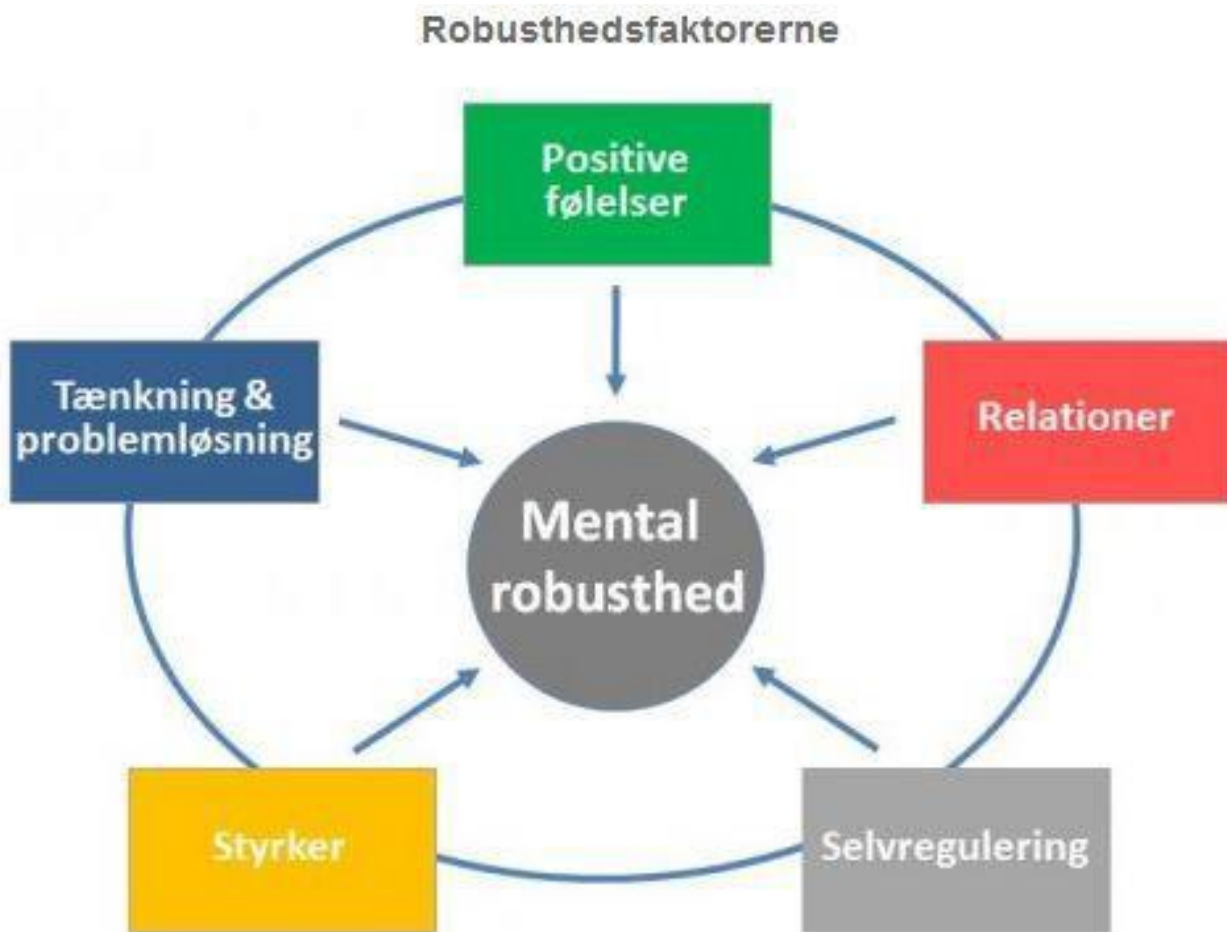 Robusthedsfaktorerne
Positive
følelser
Tænkning &
problemløsning
Relationer
Mental
robusthed
Styrker
Selvregulering